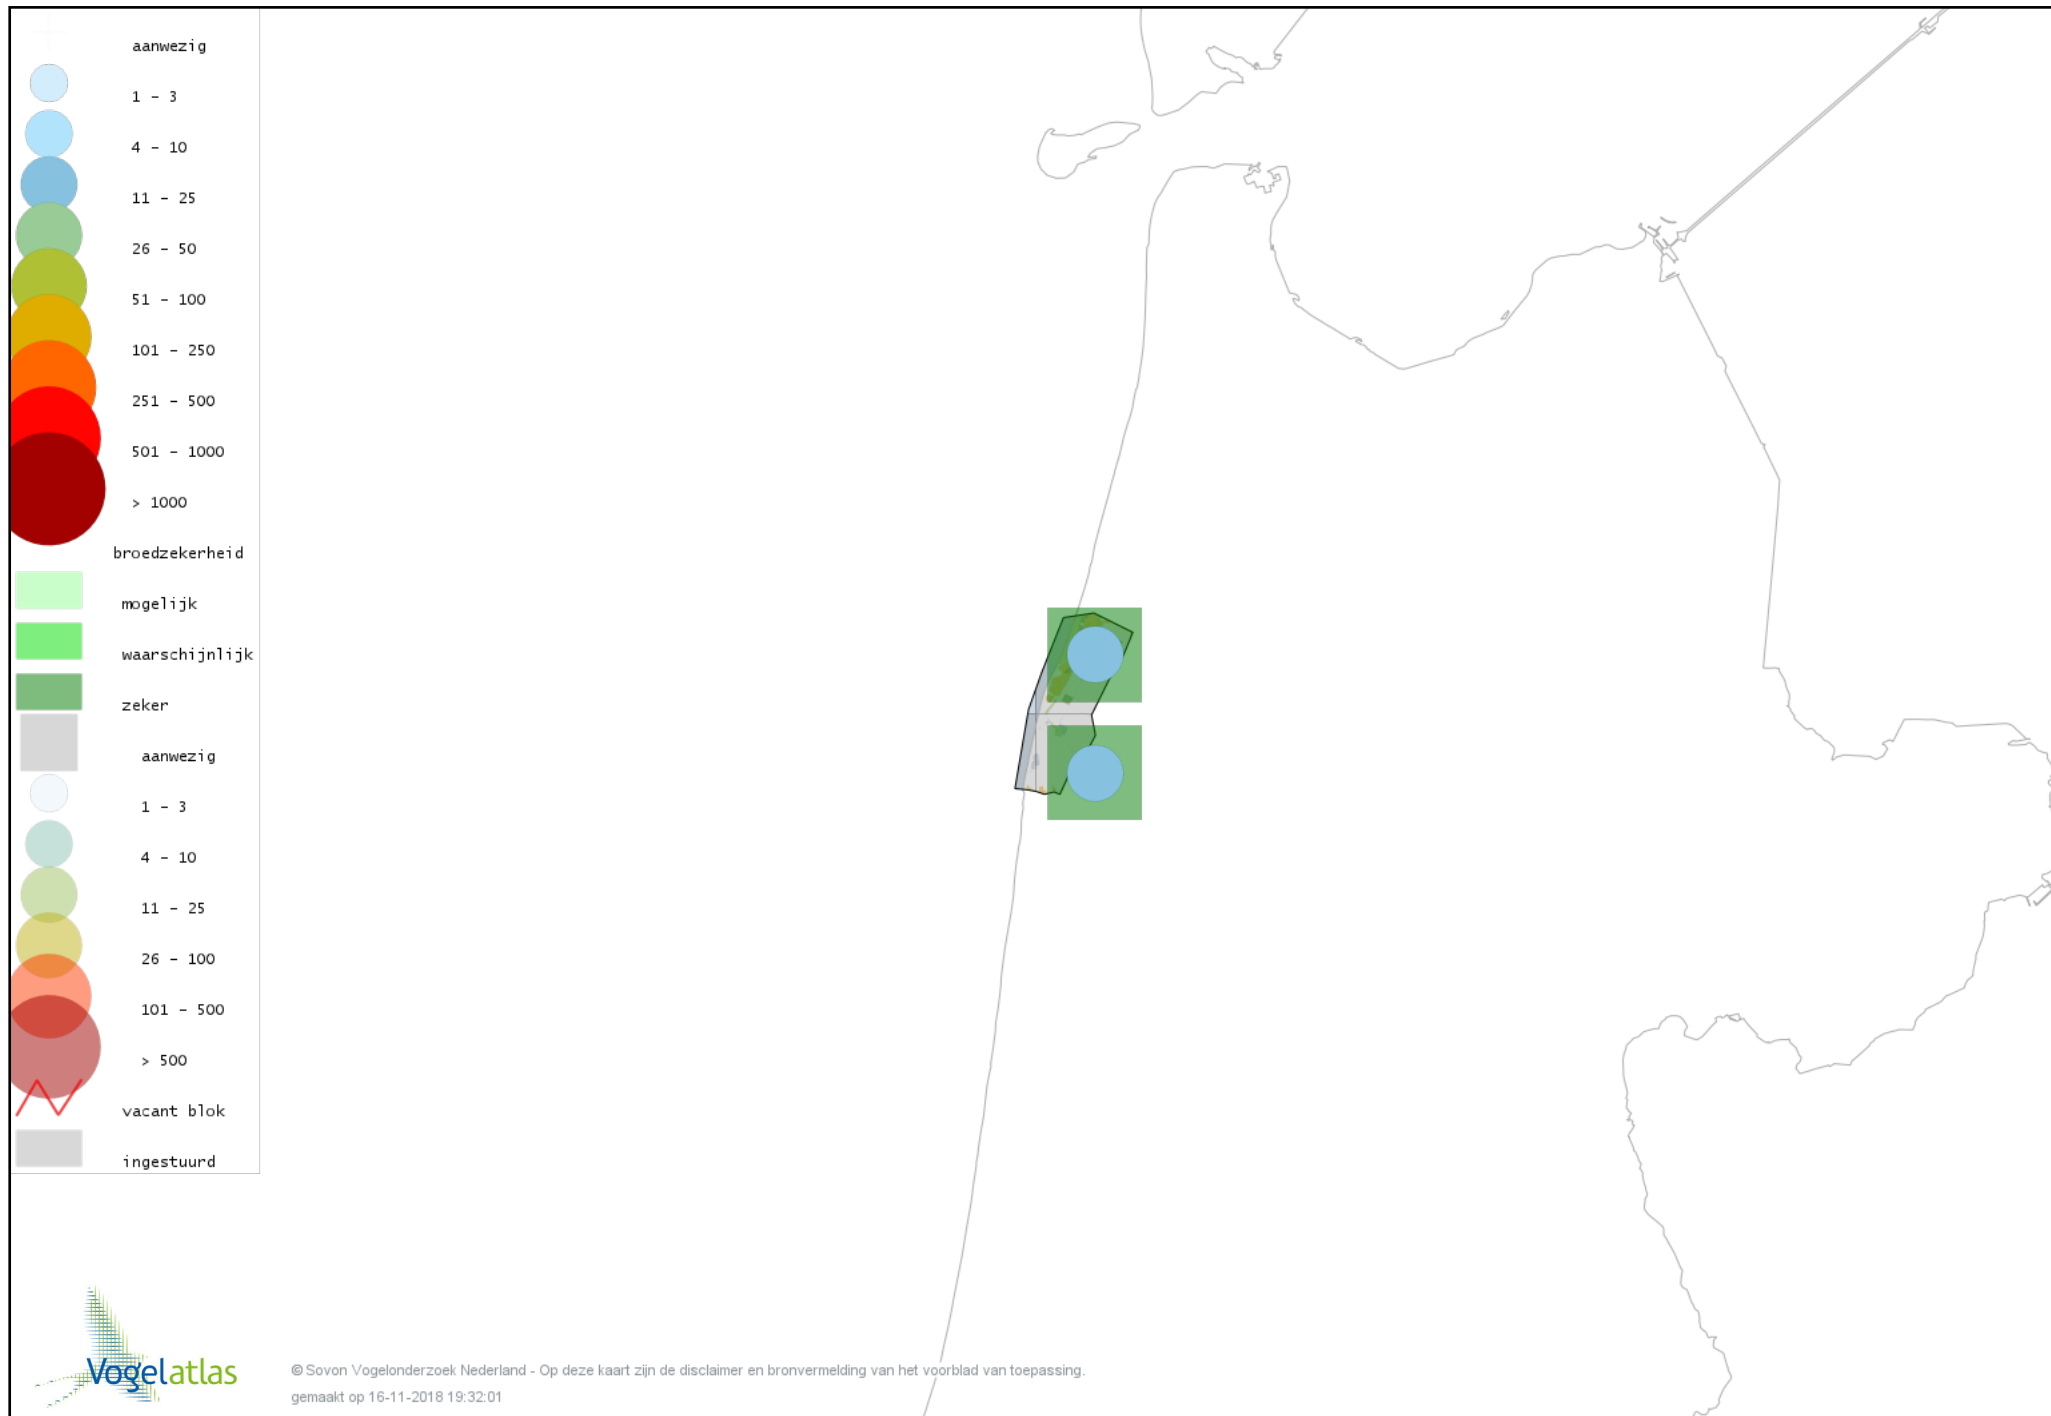 aanwezig
1 - 3
4 - 10
11 - 25
26 - 50
51 - 100
101 - 250
251 - 500
501 - 1000
> 1000
broedzekerheid
mogelijk
waarschijnlijk
zeker
aanwezig
1 - 3
4 - 10
11 - 25
26 - 100
101 - 500
> 500
vacant blok
ingestuurd
Vogelatlas
© Sovon Vogelonderzoek Nederland - Op deze kaart zijn de disclaimer en bronvermelding van het voorblad van toepassing.
gemaakt op 16-11-2018 19:32:01